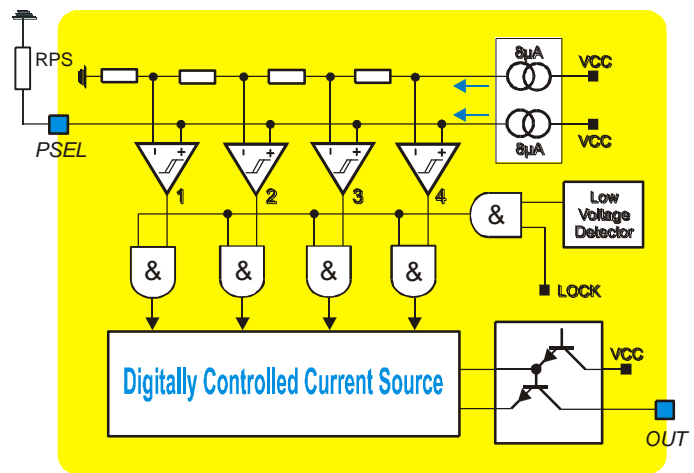 8µA
VCC
RPS
VCC
PSEL
8µA
- +
- +
- +
- +
1
2
3
4
&
Low
Voltage
Detector
&
&
&
&
LOCK
Digitally Controlled Current Source
VCC
OUT